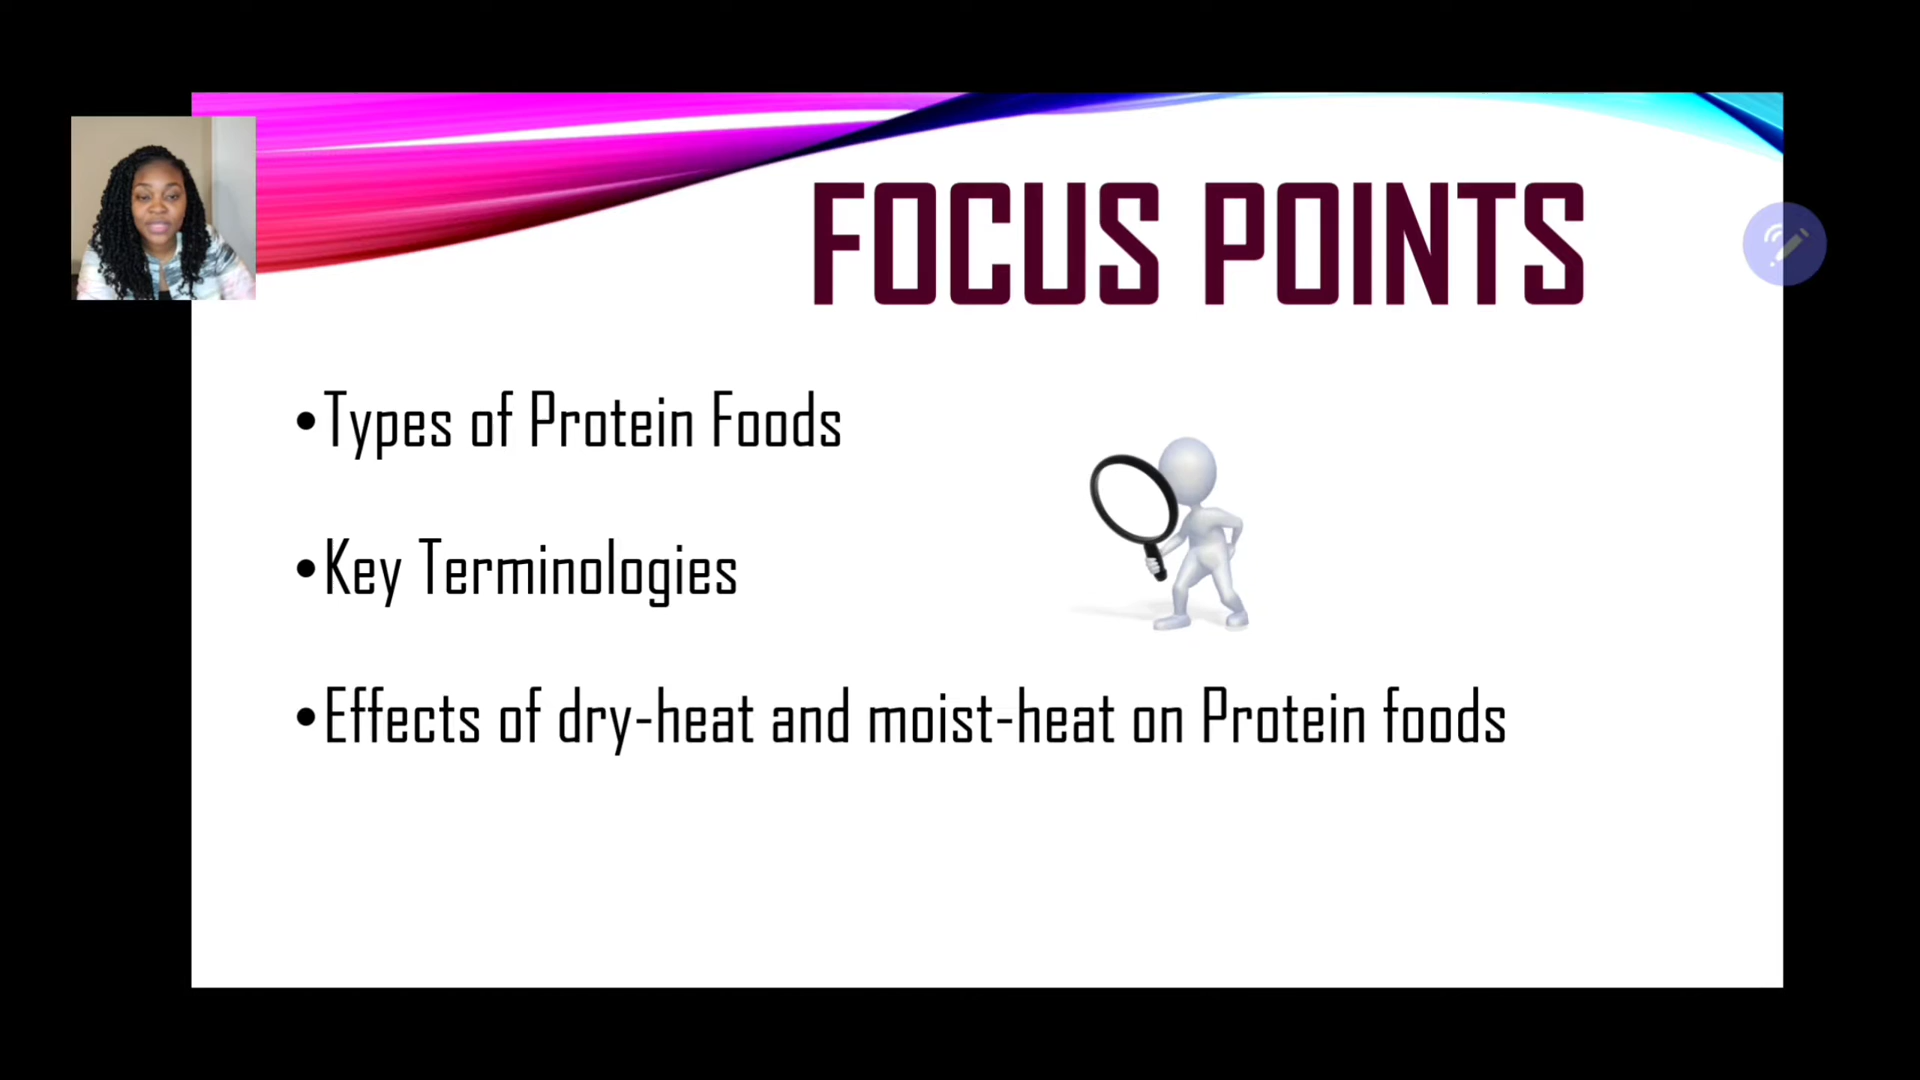 FOCUS POINTS
•Types of Protein Foods
•Key Terminologies
•Effects of dry-heat and moist-heat on Protein foods